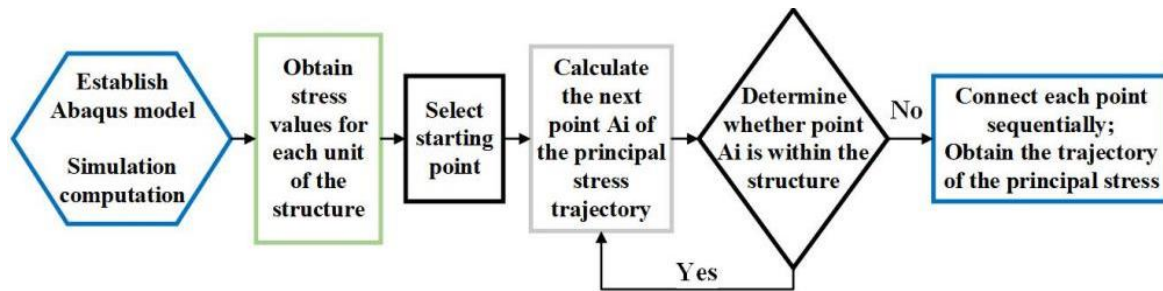 Establish
Abaqus model
Simulation
computation
Obtain
stress
values for
each unit
of the
structure
Select
starting
point
Calculate
the next
point Ai of
the principal
stress
trajectory
Determine
whether point
Ai is within the
structure
Yes
No
Connect each point
sequentially;
Obtain the trajectory
of the principal stress